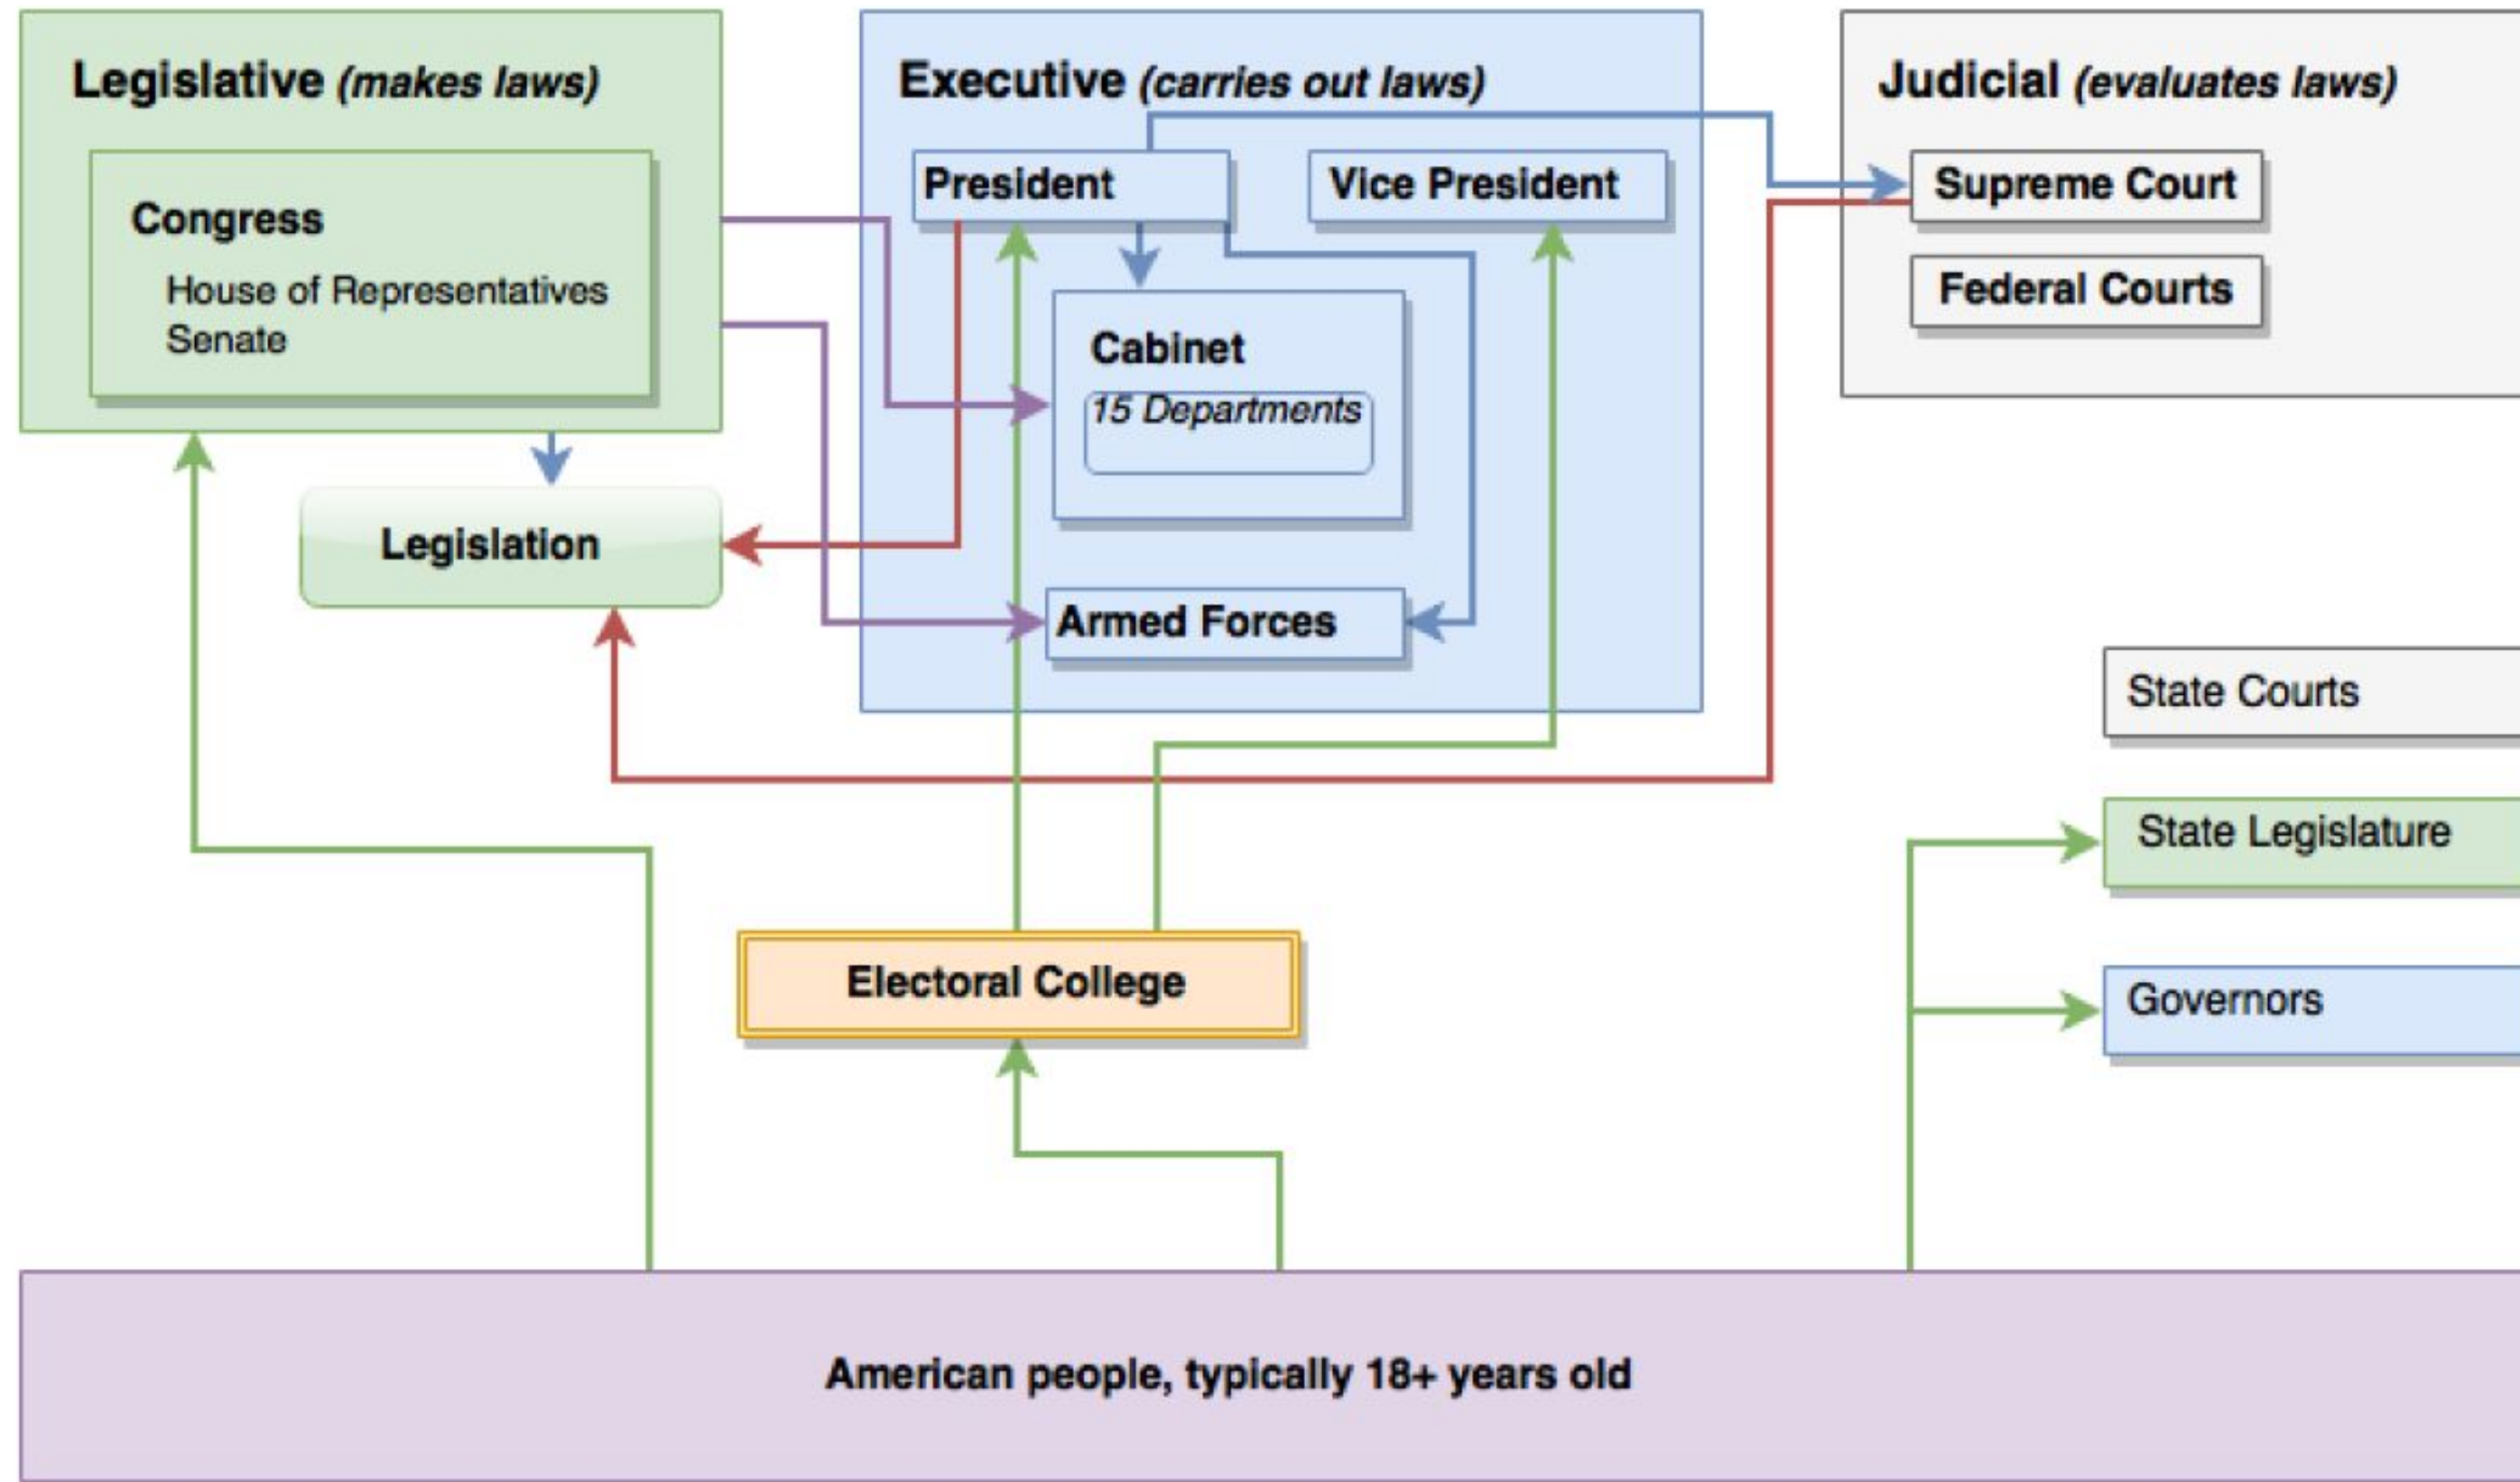 Legislative (makes laws)
Congress
House of Representatives
Senate
Legislation
Executive (carries out laws)
President
Vice President
Cabinet
15 Departments
Armed Forces
Judicial (evaluates laws)
Supreme Court
Federal Courts
State Courts
State Legislature
Governors
Electoral College
American people, typically 18+ years old